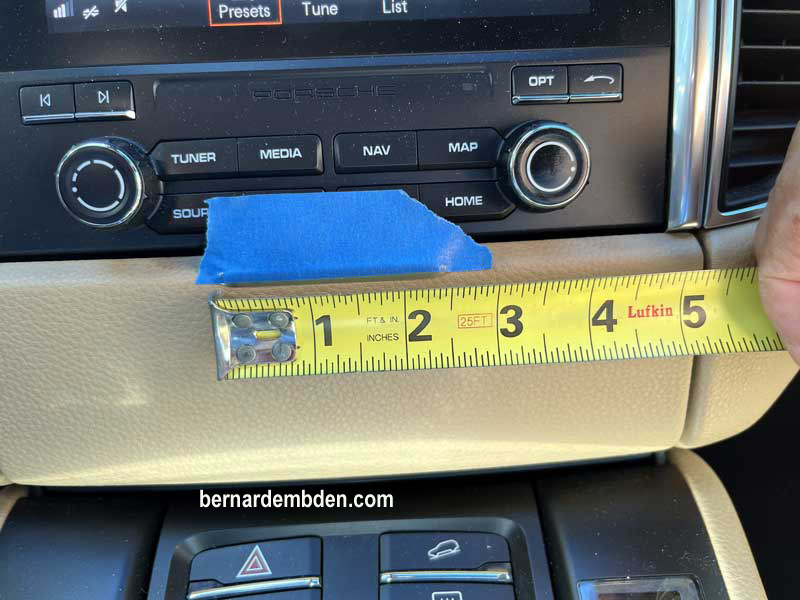 Presets Tune List
PORSCHE
OPT
TUNER MEDIA NAV MAP
SOUR HOME
1 FT & IN. INCHES 2 25FT 3 4 Lufkin 5
bernardembden.com